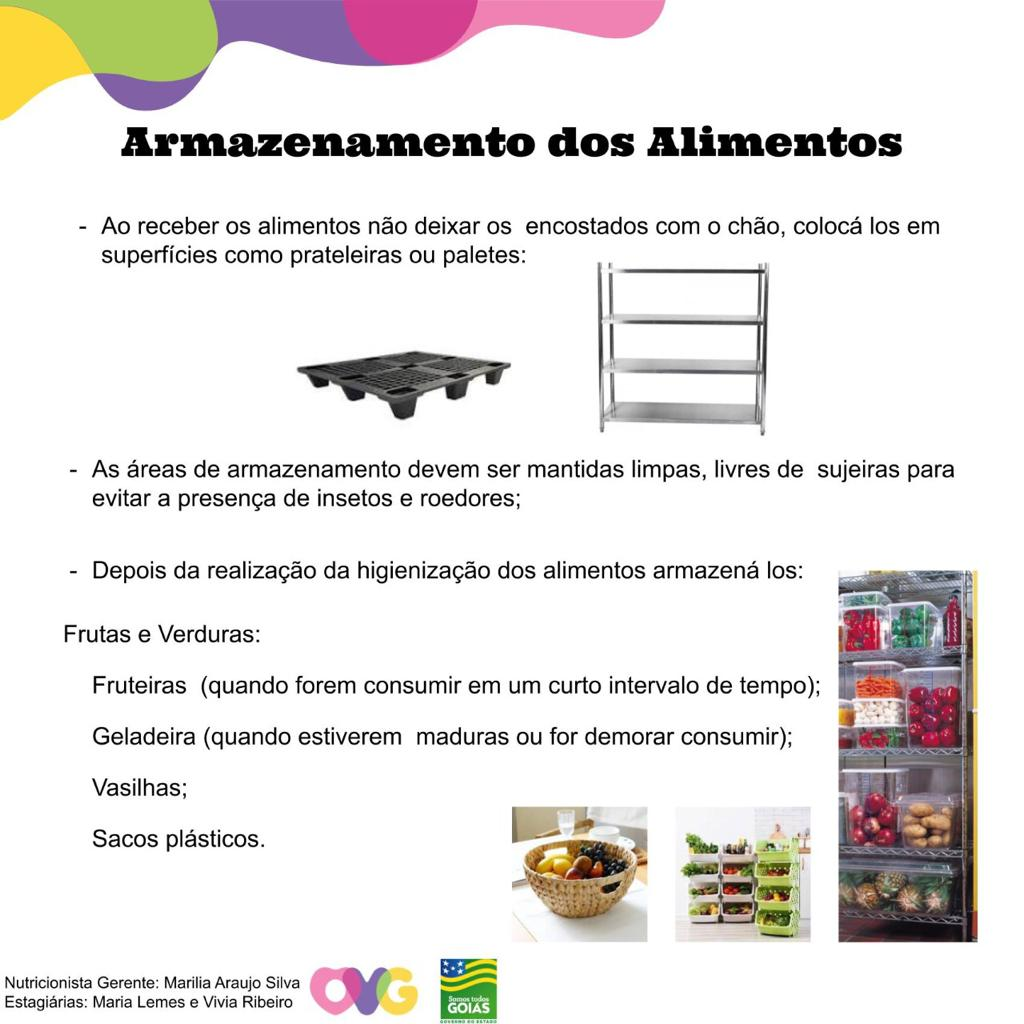 Armazenamento dos Alimentos
- Ao receber os alimentos não deixar os encostados com o chão, colocá los em
superfícies como prateleiras ou paletes:
- As áreas de armazenamento devem ser mantidas limpas, livres de sujeiras para
evitar a presença de insetos e roedores;
- Depois da realização da higienização dos alimentos armazená los:
Frutas e Verduras:
Fruteiras (quando forem consumir em um curto intervalo de tempo);
Geladeira (quando estiverem maduras ou for demorar consumir);
Vasilhas;
Sacos plásticos.
Nutricionista Gerente: Marilia Araujo Silva
Estagiárias: Maria Lemes e Vivia Ribeiro
OVG
Somos todos
GOIÁS
GOVERNO DO ESTADO